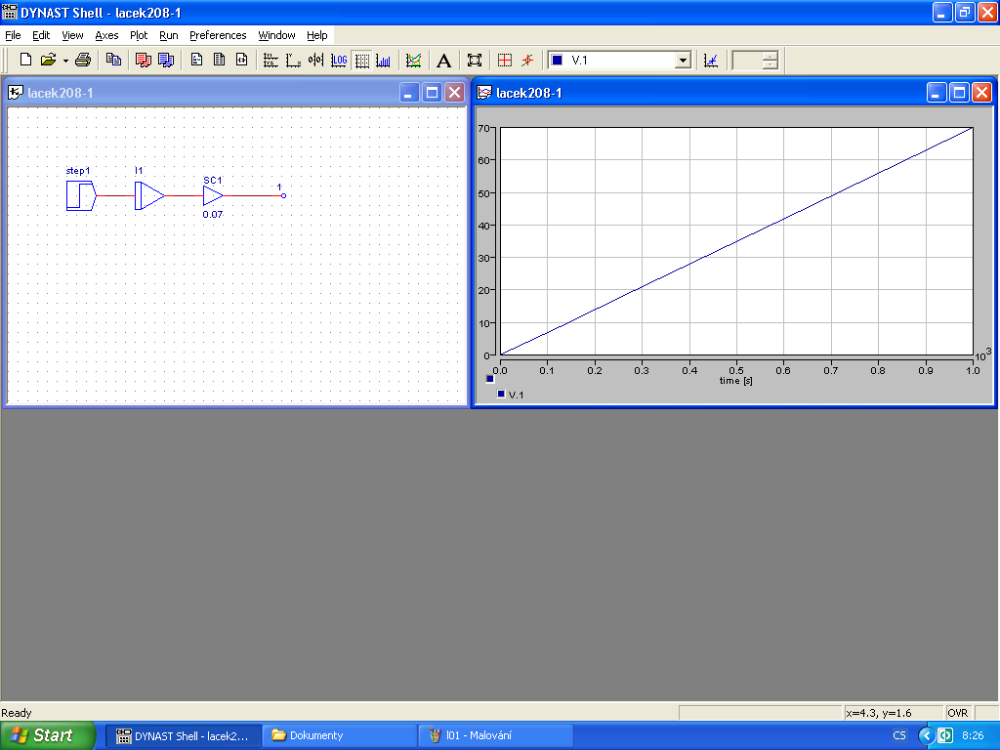 DYNAST Shell - lacek208-1
File Edit View Axes Plot Run Preferences Window Help
LOG A V.1
lacek208-1
step1 I1 SC1 1
0.07
lacek208-1
70
60
50
40
30
20
10
0
0.0 0.1 0.2 0.3 0.4 0.5 0.6 0.7 0.8 0.9 1.0
10³
time [s]
V.1
Ready x=4.3, y=1.6 OVR
Start DYNAST Shell - lacek2... Dokumenty l01 - Malování CS 8:26